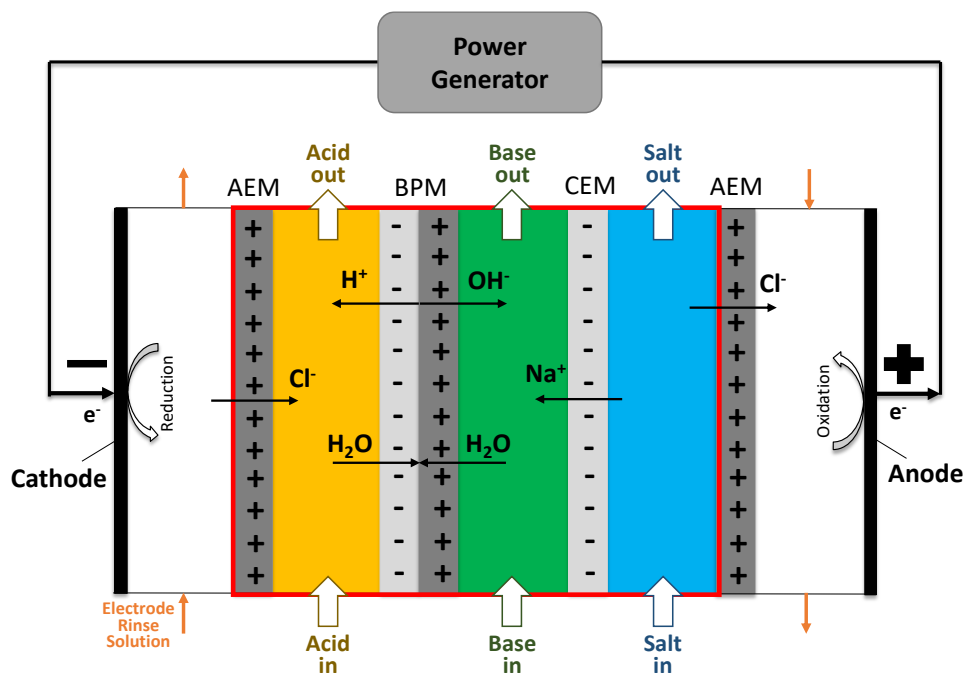 Power
Generator
Acid
out
Base
out
Salt
out
AEM
BPM
CEM
AEM
+ + + + + + + + + + +
- - - - - - - - - - - -
+ + + + + + + + + + +
- - - - - - - - - - - -
+ + + + + + + + + + +
H⁺
OH⁻
Cl⁻
−
+
Reduction
Cl⁻
Na⁺
Oxidation
e⁻
e⁻
H₂O
H₂O
Cathode
Anode
Electrode
Rinse
Solution
Acid
in
Base
in
Salt
in